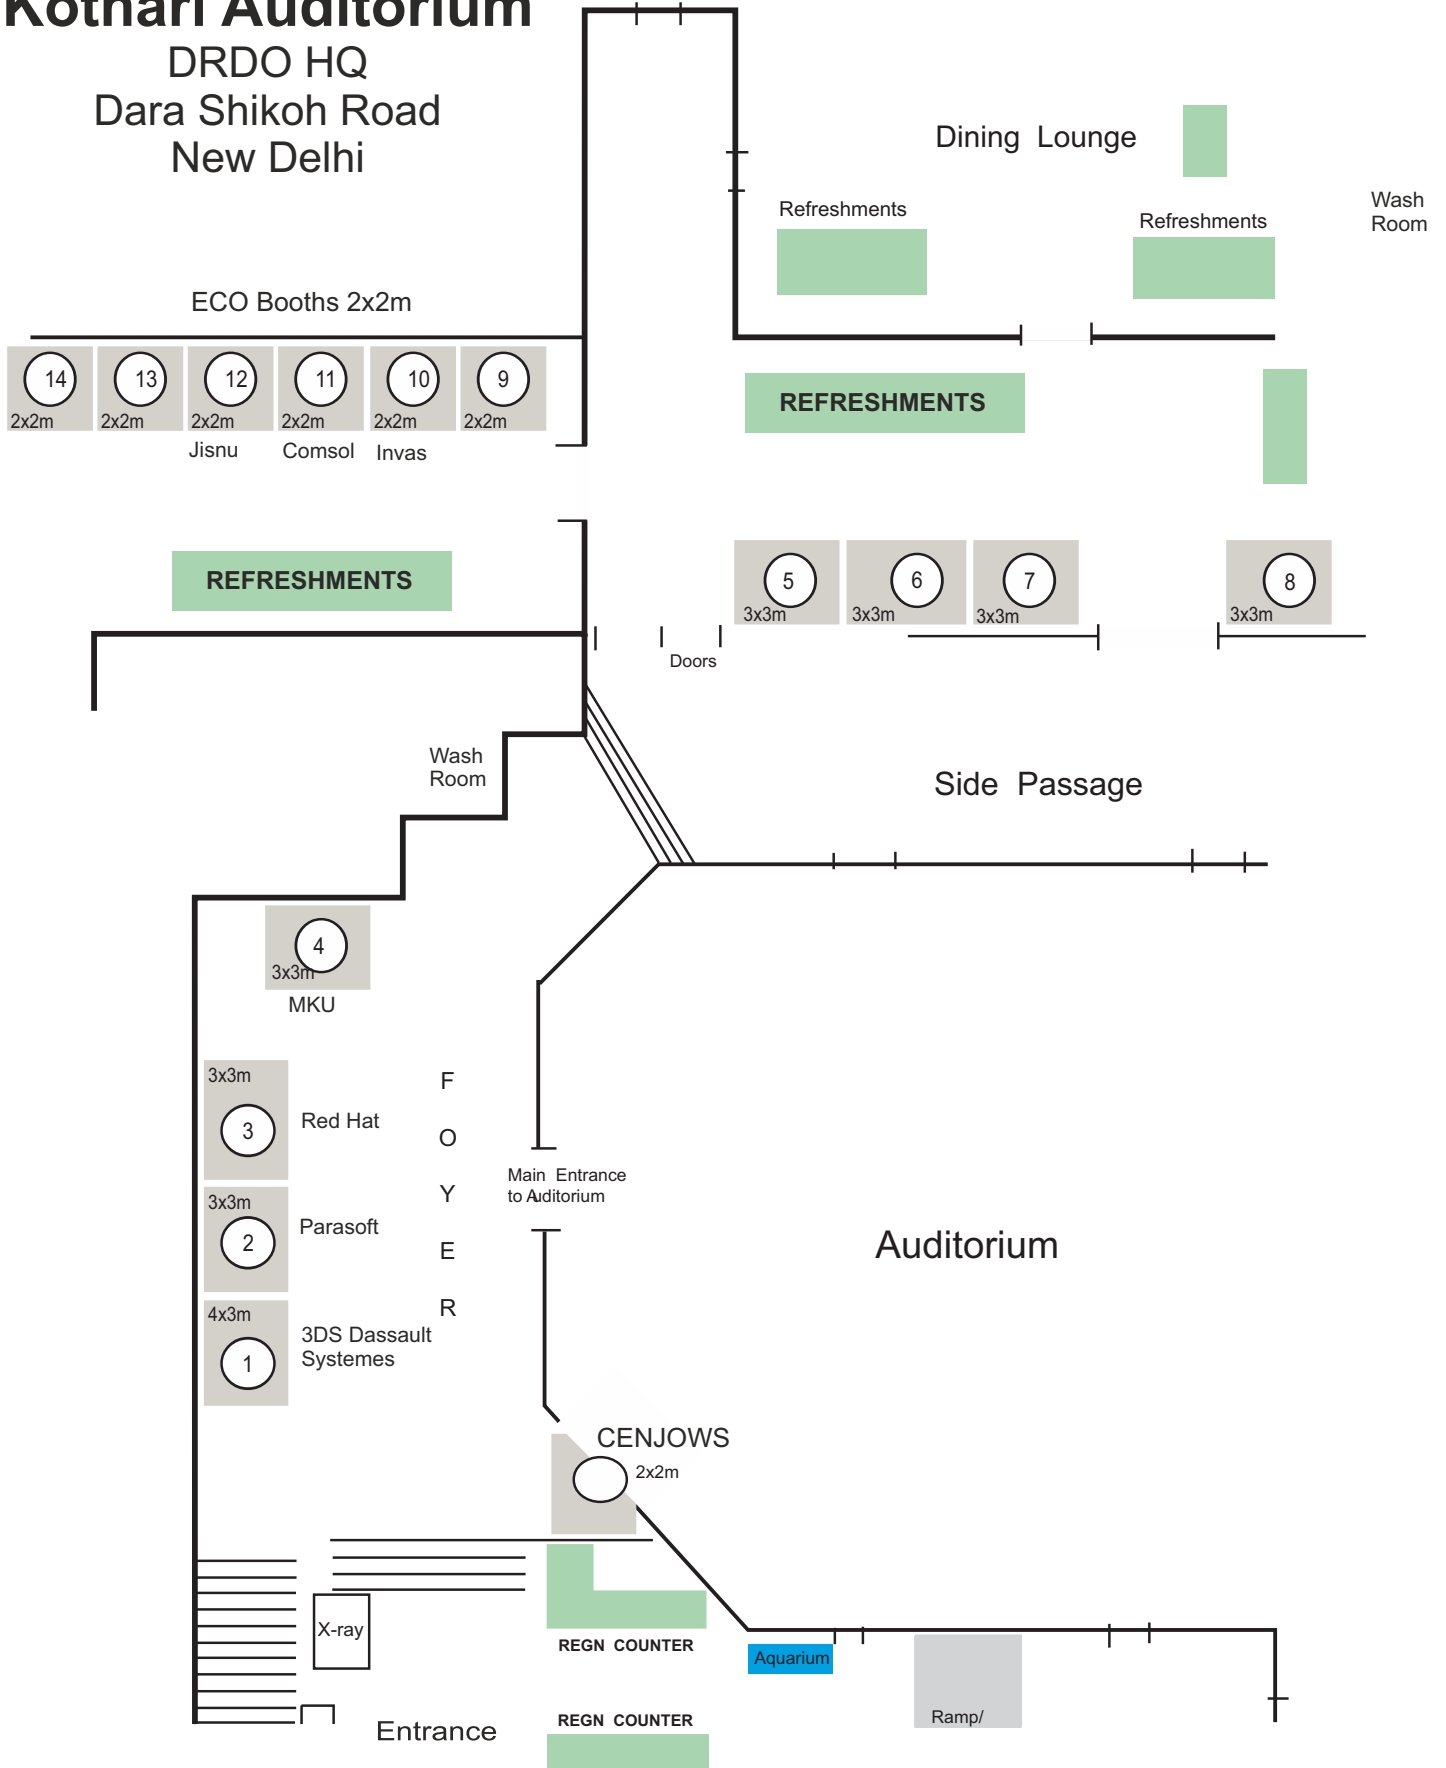 Kothari Auditorium
DRDO HQ
Dara Shikoh Road
New Delhi
Dining Lounge
Wash
Room
Refreshments
Refreshments
ECO Booths 2x2m
14
13
12
11
10
9
2x2m
2x2m
2x2m
2x2m
2x2m
2x2m
Jisnu
Comsol
Invas
REFRESHMENTS
REFRESHMENTS
5
6
7
8
3x3m
3x3m
3x3m
3x3m
Doors
Wash
Room
Side Passage
4
3x3m
MKU
3x3m
3
Red Hat
3x3m
2
Parasoft
4x3m
1
3DS Dassault
Systemes
F
O
Y
E
R
Main Entrance
to Auditorium
Auditorium
CENJOWS
2x2m
X-ray
REGN COUNTER
Aquarium
Entrance
REGN COUNTER
Ramp/